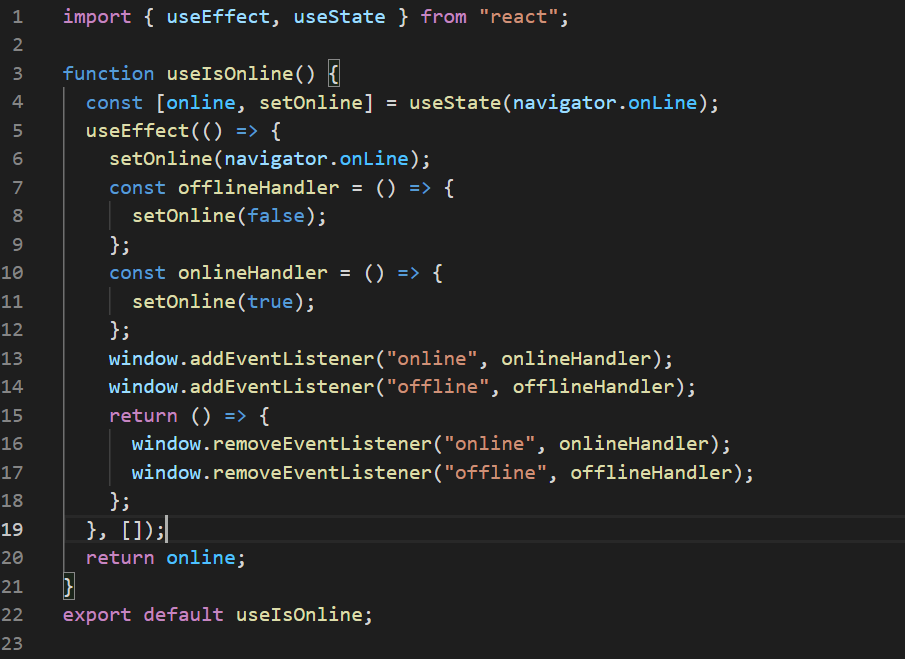 1 import { useEffect, useState } from "react";
2
3 function useIsOnline() {
4   const [online, setOnline] = useState(navigator.onLine);
5   useEffect(() => {
6     setOnline(navigator.onLine);
7     const offlineHandler = () => {
8       setOnline(false);
9     };
10     const onlineHandler = () => {
11       setOnline(true);
12     };
13     window.addEventListener("online", onlineHandler);
14     window.addEventListener("offline", offlineHandler);
15     return () => {
16       window.removeEventListener("online", onlineHandler);
17       window.removeEventListener("offline", offlineHandler);
18     };
19   }, []);
20   return online;
21 }
22 export default useIsOnline;
23